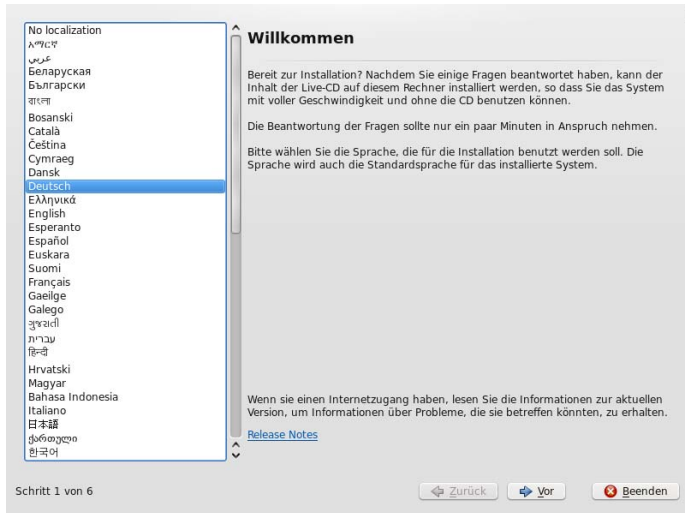 No localization
አማርኛ
عربي
Беларуская
Български
বাংলা
Bosanski
Català
Čeština
Cymraeg
Dansk
Deutsch
Ελληνικά
English
Esperanto
Español
Euskara
Suomi
Français
Gaeilge
Galego
ગુજરાતી
עברית
हिन्दी
Hrvatski
Magyar
Bahasa Indonesia
Italiano
日本語
ქართული
한국어
Willkommen
Bereit zur Installation? Nachdem Sie einige Fragen beantwortet haben, kann der
Inhalt der Live-CD auf diesem Rechner installiert werden, so dass Sie das System
mit voller Geschwindigkeit und ohne die CD benutzen können.
Die Beantwortung der Fragen sollte nur ein paar Minuten in Anspruch nehmen.
Bitte wählen Sie die Sprache, die für die Installation benutzt werden soll. Die
Sprache wird auch die Standardsprache für das installierte System.
Wenn sie einen Internetzugang haben, lesen Sie die Informationen zur aktuellen
Version, um Informationen über Probleme, die sie betreffen könnten, zu erhalten.
Release Notes
Schritt 1 von 6
Zurück
Vor
Beenden